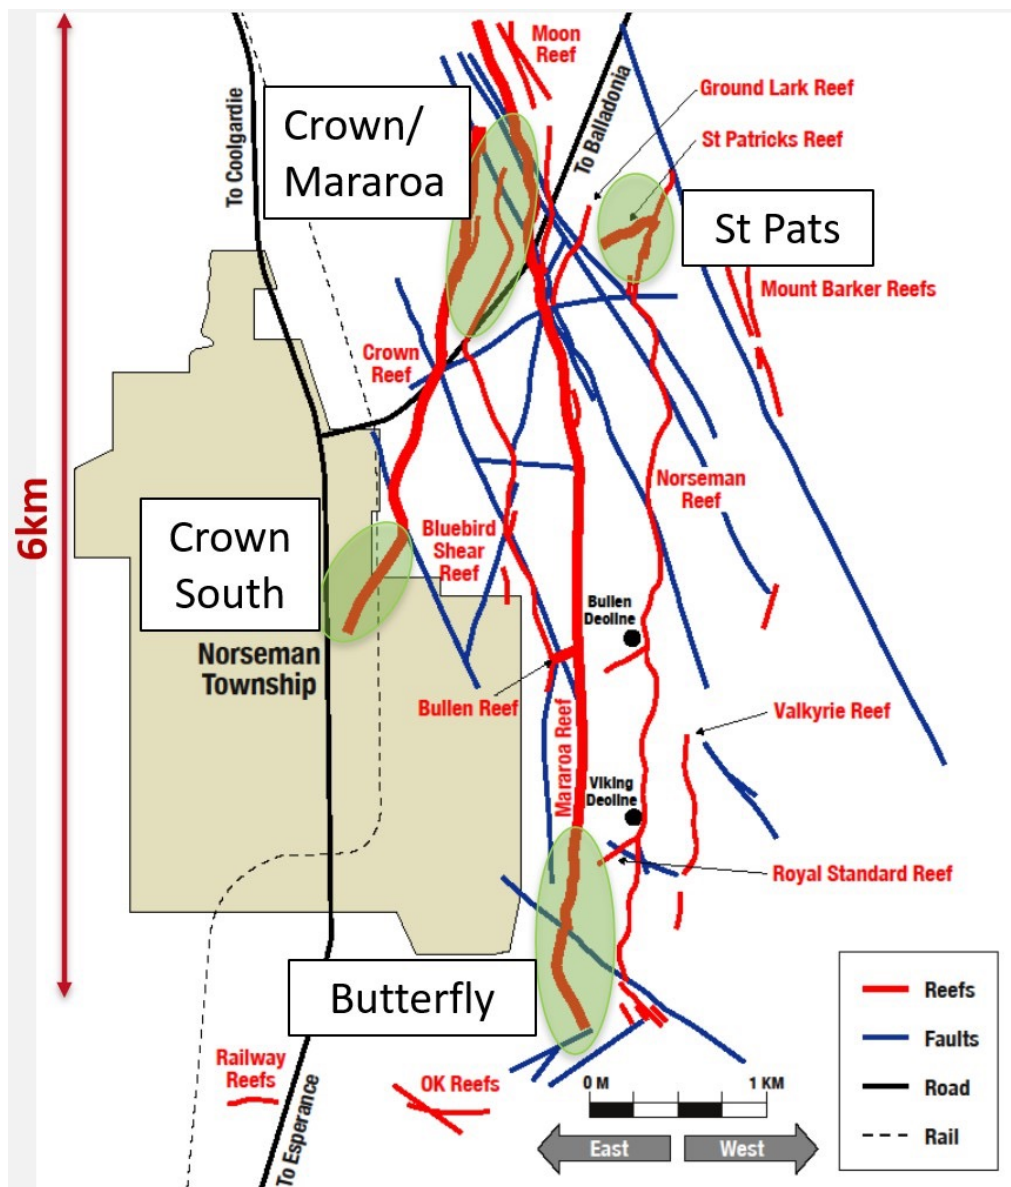 Moon
Reef
To Balladonia
Ground Lark Reef
Crown/
Mararoa
To Coolgardie
St Patricks Reef
St Pats
Mount Barker Reefs
Crown
Reef
6km
Norseman
Reef
Crown
South
Bluebird
Shear
Reef
Bullen
Deoline
Norseman
Township
Bullen Reef
Mararoa Reef
Valkyrie Reef
Viking
Deoline
Royal Standard Reef
Butterfly
Reefs
Faults
Road
Rail
Railway
Reefs
OK Reefs
0 M
1 KM
To Esperance
East
West